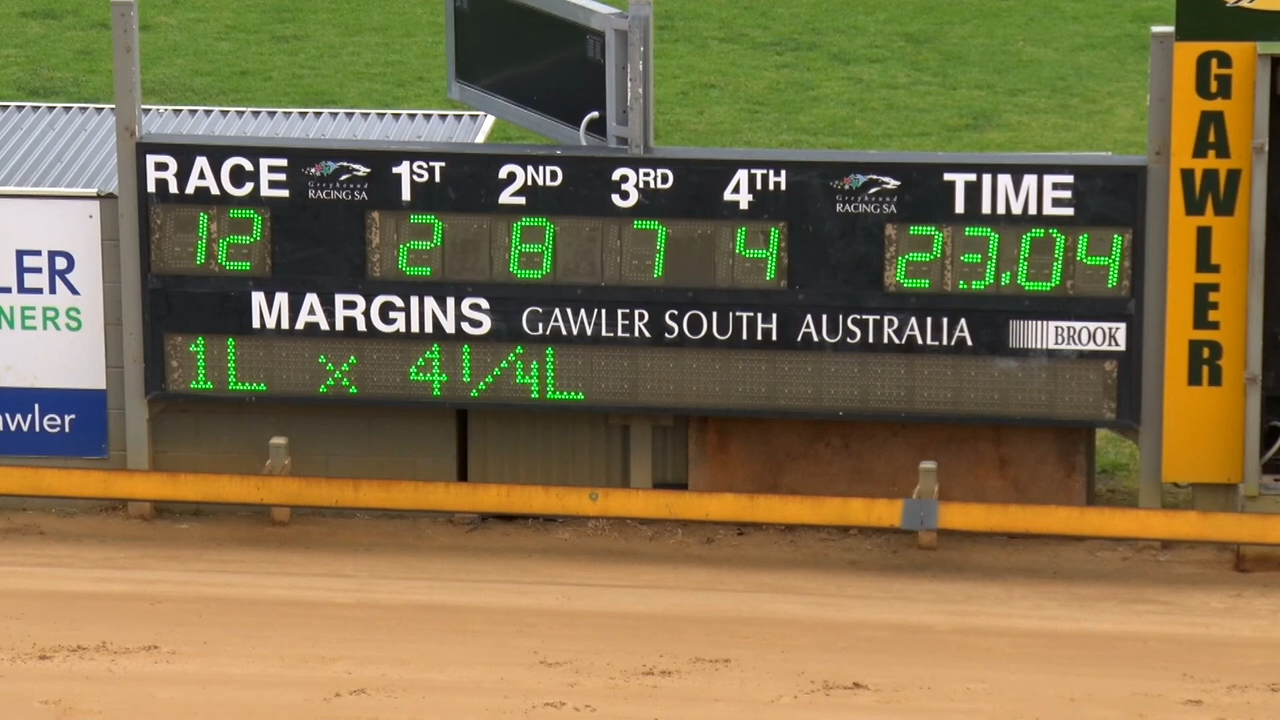 RACE 1ST 2ND 3RD 4TH TIME
Greyhound RACING SA
Greyhound RACING SA
12 2 8 7 4 23.04
MARGINS GAWLER SOUTH AUSTRALIA BROOK
1L x 4 1/4L
GAWLER
LER
NERS
awler